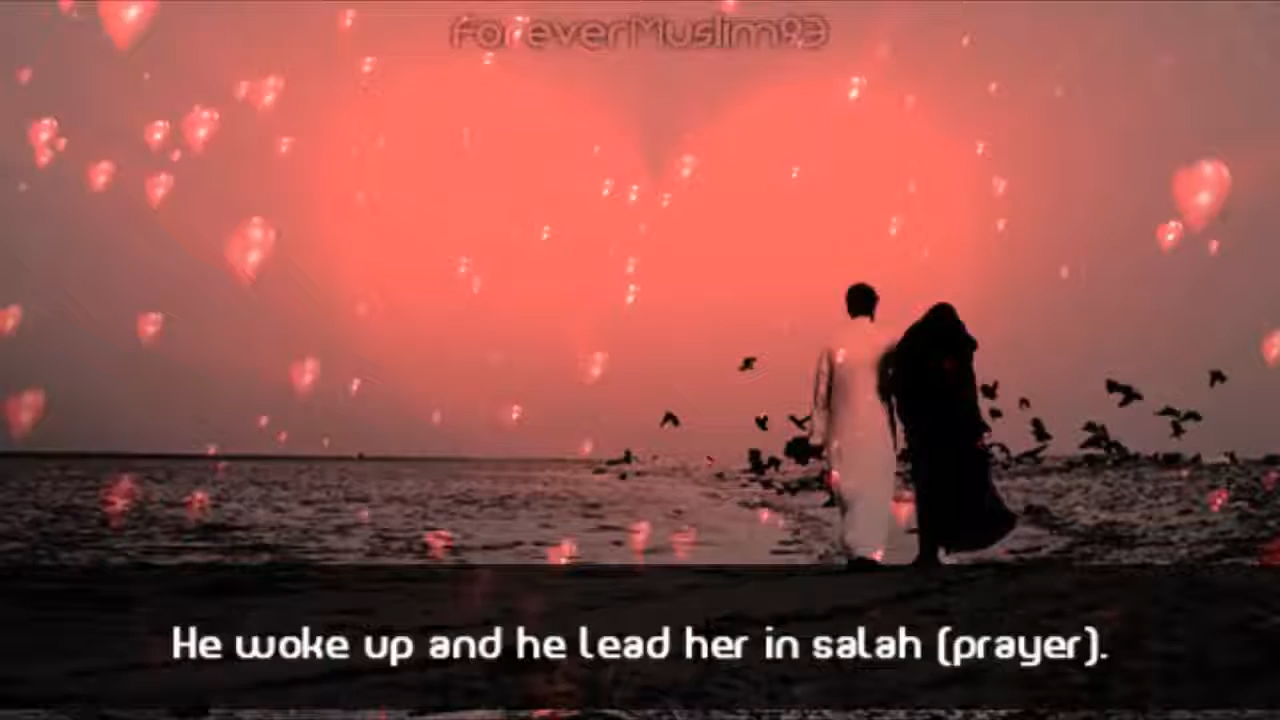 ForeverMuslim93
He woke up and he lead her in salah (prayer).